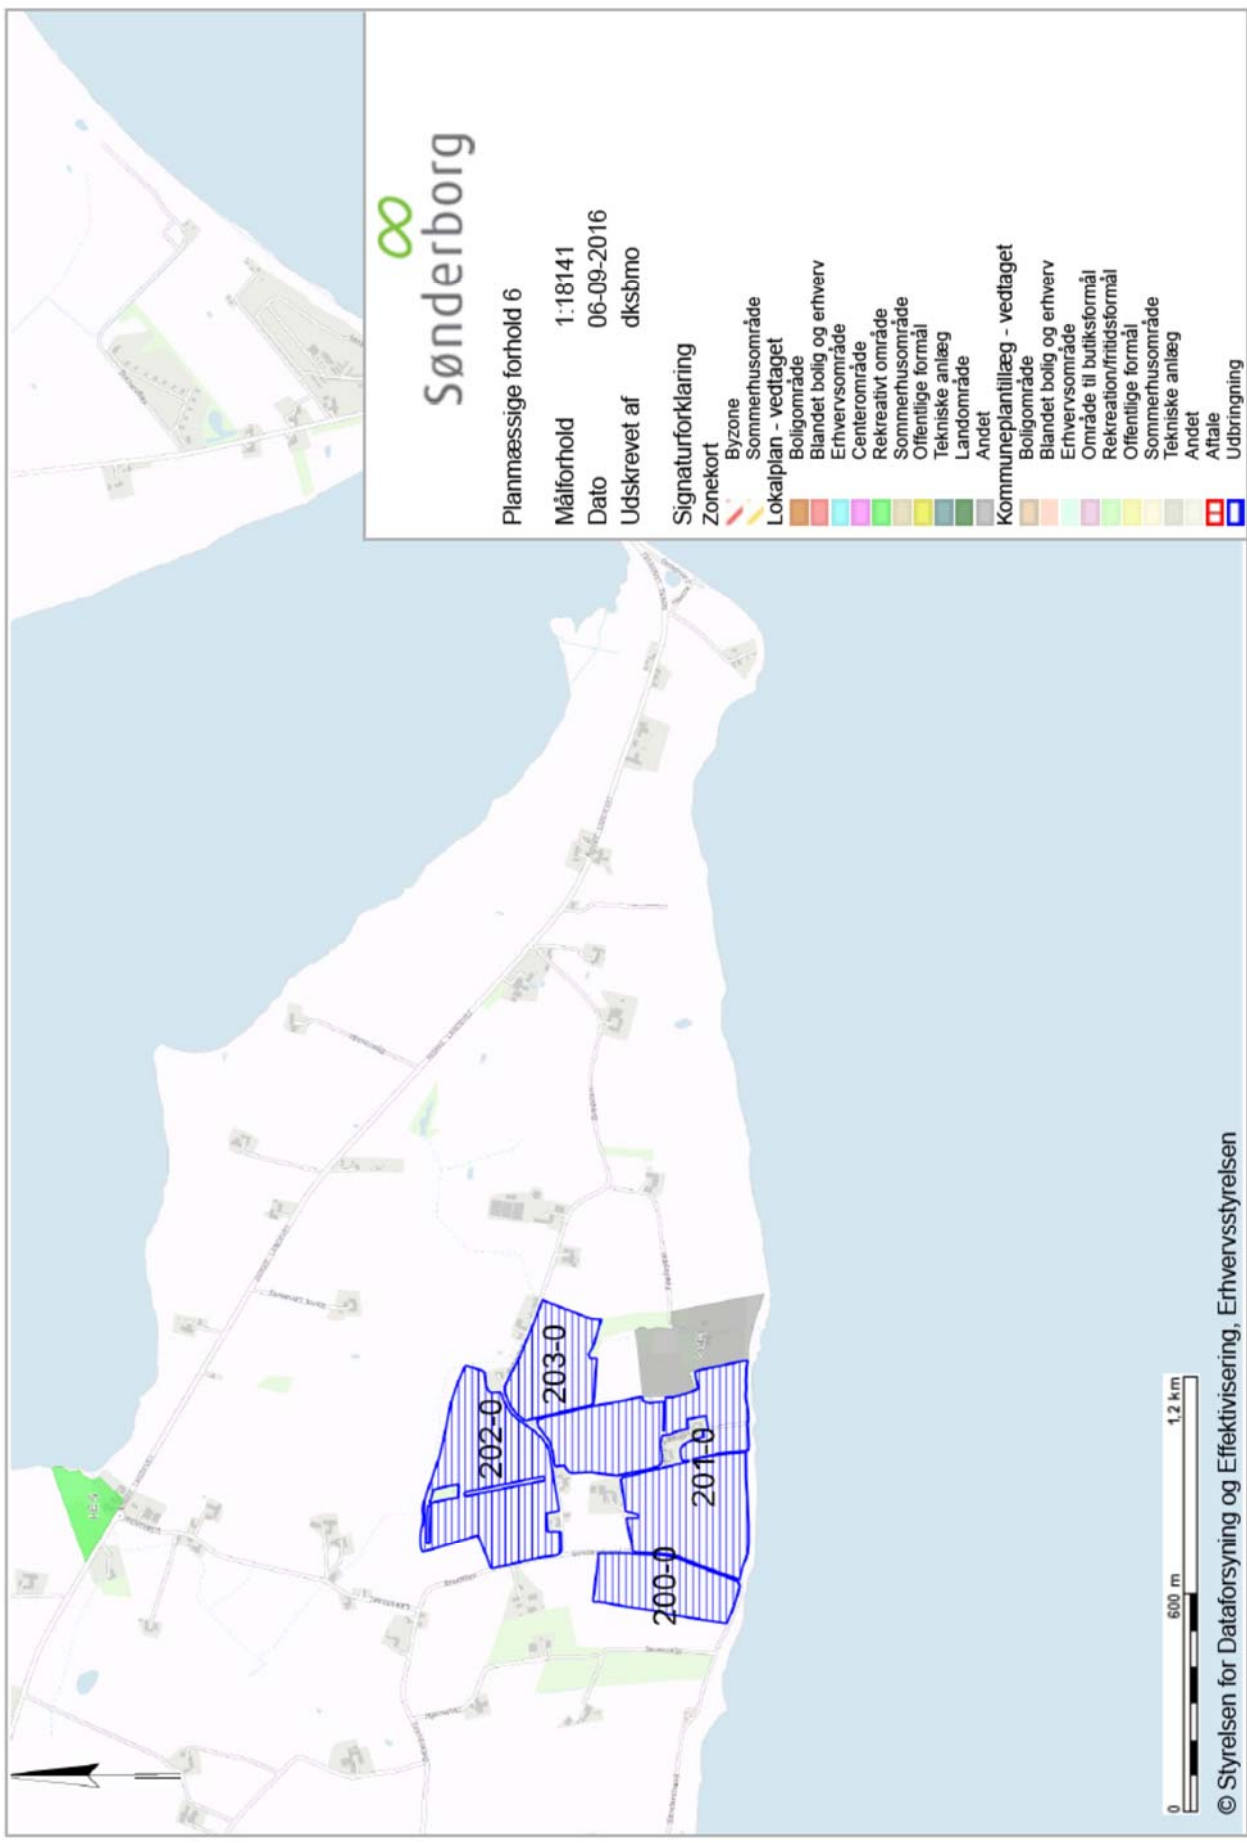 Sønderborg
Planmæssige forhold 6
Målforhold 1:18141
Dato 06-09-2016
Udskrevet af dksbmo
Signaturforklaring
Zonekort
Byzone
Sommerhusområde
Lokalplan - vedtaget
Boligområde
Blandet bolig og erhverv
Erhvervsområde
Centerområde
Rekreativt område
Sommerhusområde
Offentlige formål
Tekniske anlæg
Landområde
Andet
Kommuneplantillæg - vedtaget
Boligområde
Blandet bolig og erhverv
Erhvervsområde
Område til butiksformål
Rekreation/fritidsformål
Offentlige formål
Sommerhusområde
Tekniske anlæg
Andet
Aftale
Udbringning
202-0
203-0
201-0
200-0
0 600 m 1,2 km
© Styrelsen for Dataforsyning og Effektivisering, Erhvervsstyrelsen